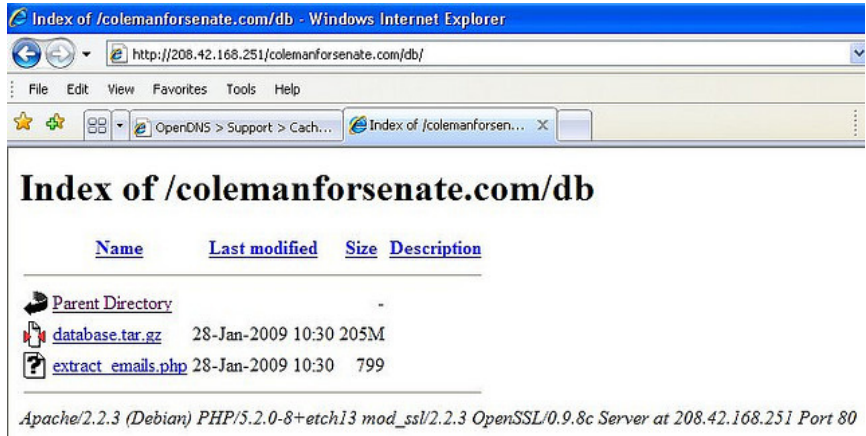 Index of /colemanforsenate.com/db - Windows Internet Explorer
http://208.42.168.251/colemanforsenate.com/db/
File Edit View Favorites Tools Help
OpenDNS > Support > Cach... Index of /colemanforsen... X
Index of /colemanforsenate.com/db
Name Last modified Size Description
Parent Directory -
database.tar.gz 28-Jan-2009 10:30 205M
extract_emails.php 28-Jan-2009 10:30 799
Apache/2.2.3 (Debian) PHP/5.2.0-8+etch13 mod_ssl/2.2.3 OpenSSL/0.9.8c Server at 208.42.168.251 Port 80